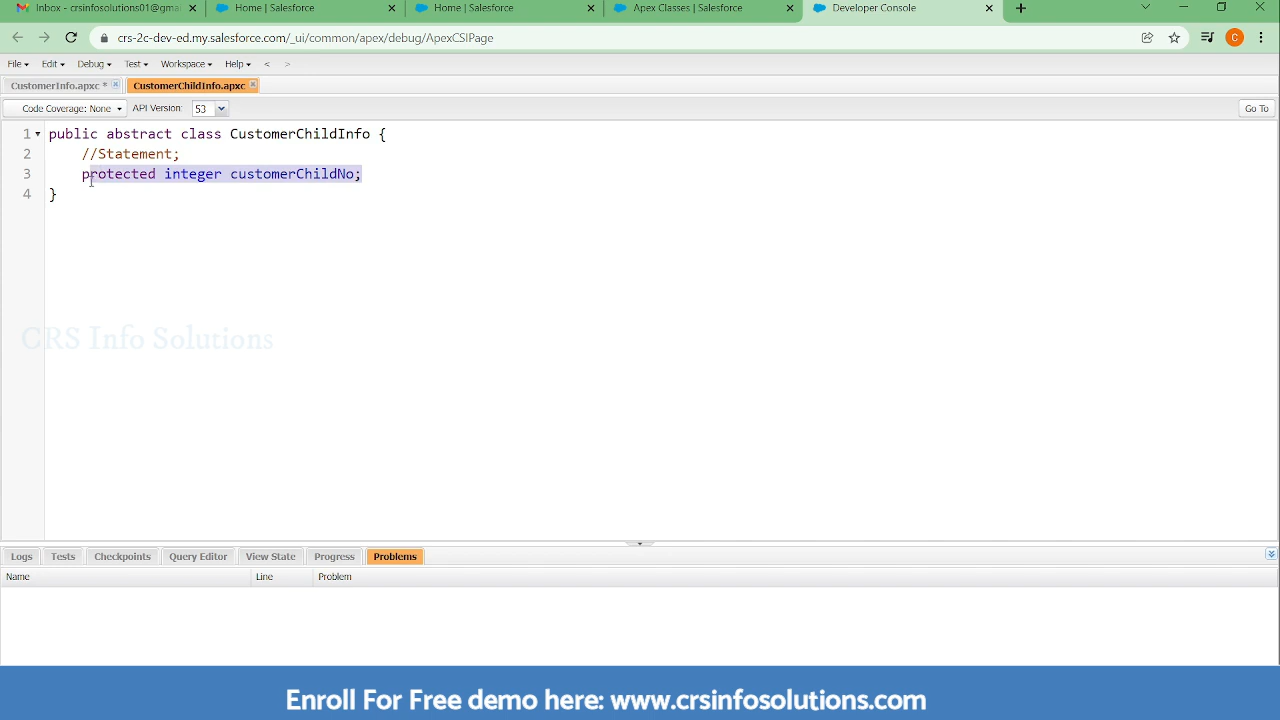 Inbox - crsinfosolutions01@gmai
Home | Salesforce
Home | Salesforce
Apex Classes | Salesforce
Developer Console
crs-2c-dev-ed.my.salesforce.com/_ui/common/apex/debug/ApexCSIPage
C
File Edit Debug Test Workspace Help < >
CustomerInfo.apxc *
CustomerChildInfo.apxc
Code Coverage: None API Version: 53 Go To
1 public abstract class CustomerChildInfo {
2 //Statement;
3 protected integer customerChildNo;
4 }
CRS Info Solutions
Logs Tests Checkpoints Query Editor View State Progress Problems
Name Line Problem
Enroll For Free demo here: www.crsinfosolutions.com